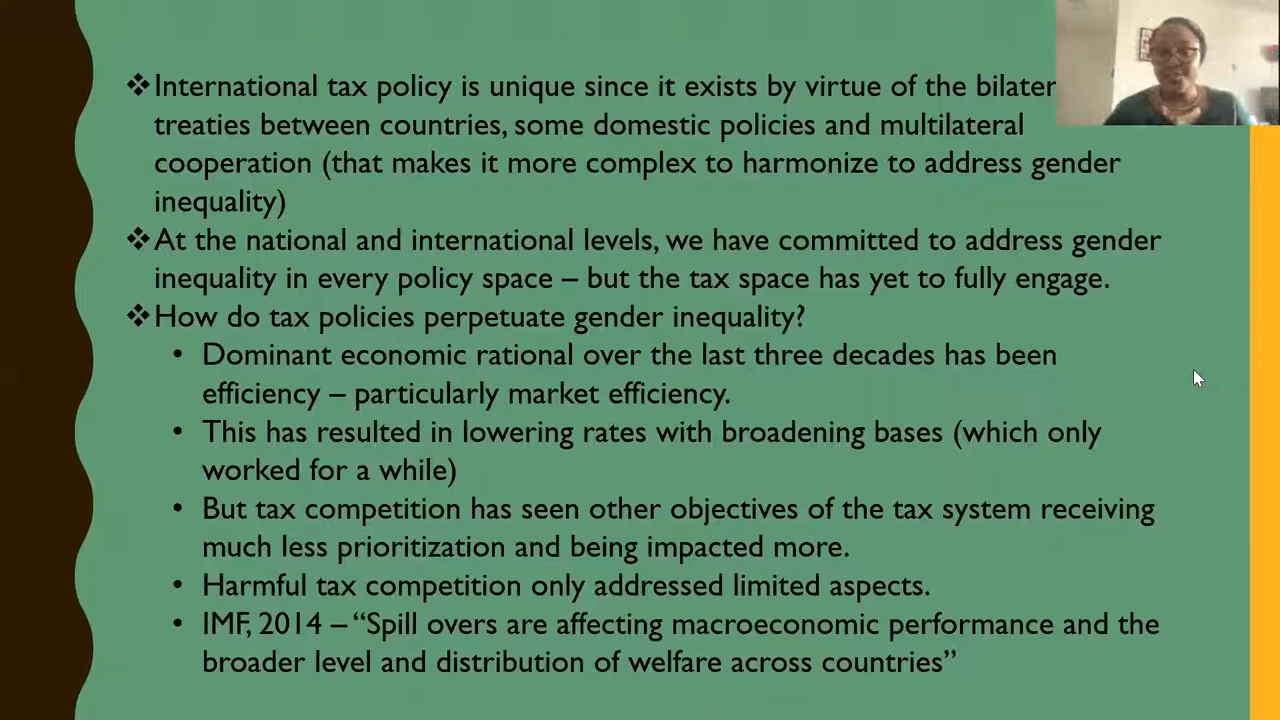 ❖International tax policy is unique since it exists by virtue of the bilater
treaties between countries, some domestic policies and multilateral
cooperation (that makes it more complex to harmonize to address gender
inequality)
❖At the national and international levels, we have committed to address gender
inequality in every policy space – but the tax space has yet to fully engage.
❖How do tax policies perpetuate gender inequality?
• Dominant economic rational over the last three decades has been
efficiency – particularly market efficiency.
• This has resulted in lowering rates with broadening bases (which only
worked for a while)
• But tax competition has seen other objectives of the tax system receiving
much less prioritization and being impacted more.
• Harmful tax competition only addressed limited aspects.
• IMF, 2014 – “Spill overs are affecting macroeconomic performance and the
broader level and distribution of welfare across countries”